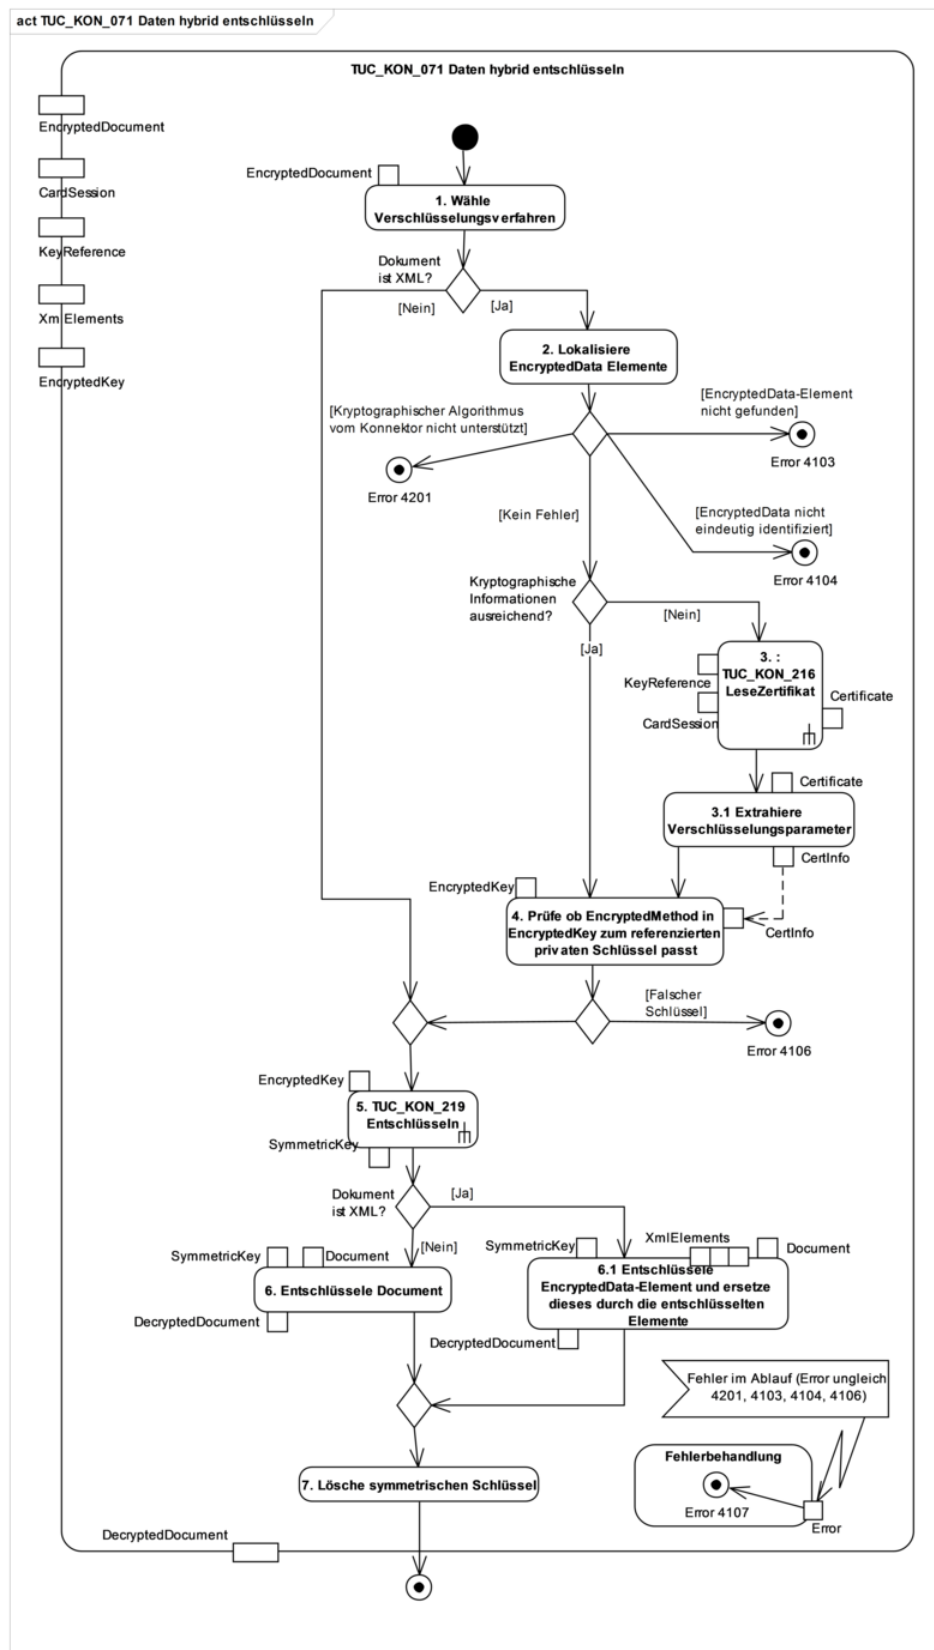 act TUC_KON_071 Daten hybrid entschlüsseln
TUC_KON_071 Daten hybrid entschlüsseln
EncryptedDocument
CardSession
KeyReference
XmlElements
EncryptedKey
EncryptedDocument
1. Wähle
Verschlüsselungsverfahren
Dokument
ist XML?
[Nein]
[Ja]
2. Lokalisiere
EncryptedData Elemente
[Kryptographischer Algorithmus
vom Konnektor nicht unterstützt]
Error 4201
[EncryptedData-Element
nicht gefunden]
Error 4103
[Kein Fehler]
[EncryptedData nicht
eindeutig identifiziert]
Error 4104
Kryptographische
Informationen
ausreichend?
[Nein]
[Ja]
3. :
TUC_KON_216
LeseZertifikat
KeyReference
CardSession
Certificate
Certificate
3.1 Extrahiere
Verschlüsselungsparameter
CertInfo
EncryptedKey
4. Prüfe ob EncryptedMethod in
EncryptedKey zum referenzierten
privaten Schlüssel passt
CertInfo
[Falscher
Schlüssel]
Error 4106
EncryptedKey
5. TUC_KON_219
Entschlüsseln
SymmetricKey
Dokument
ist XML?
[Ja]
[Nein]
SymmetricKey
Document
6. Entschlüssele Document
DecryptedDocument
SymmetricKey
XmlElements
Document
6.1 Entschlüssele
EncryptedData-Element und ersetze
dieses durch die entschlüsselten
Elemente
DecryptedDocument
Fehler im Ablauf (Error ungleich
4201, 4103, 4104, 4106)
Fehlerbehandlung
Error 4107
Error
7. Lösche symmetrischen Schlüssel
DecryptedDocument